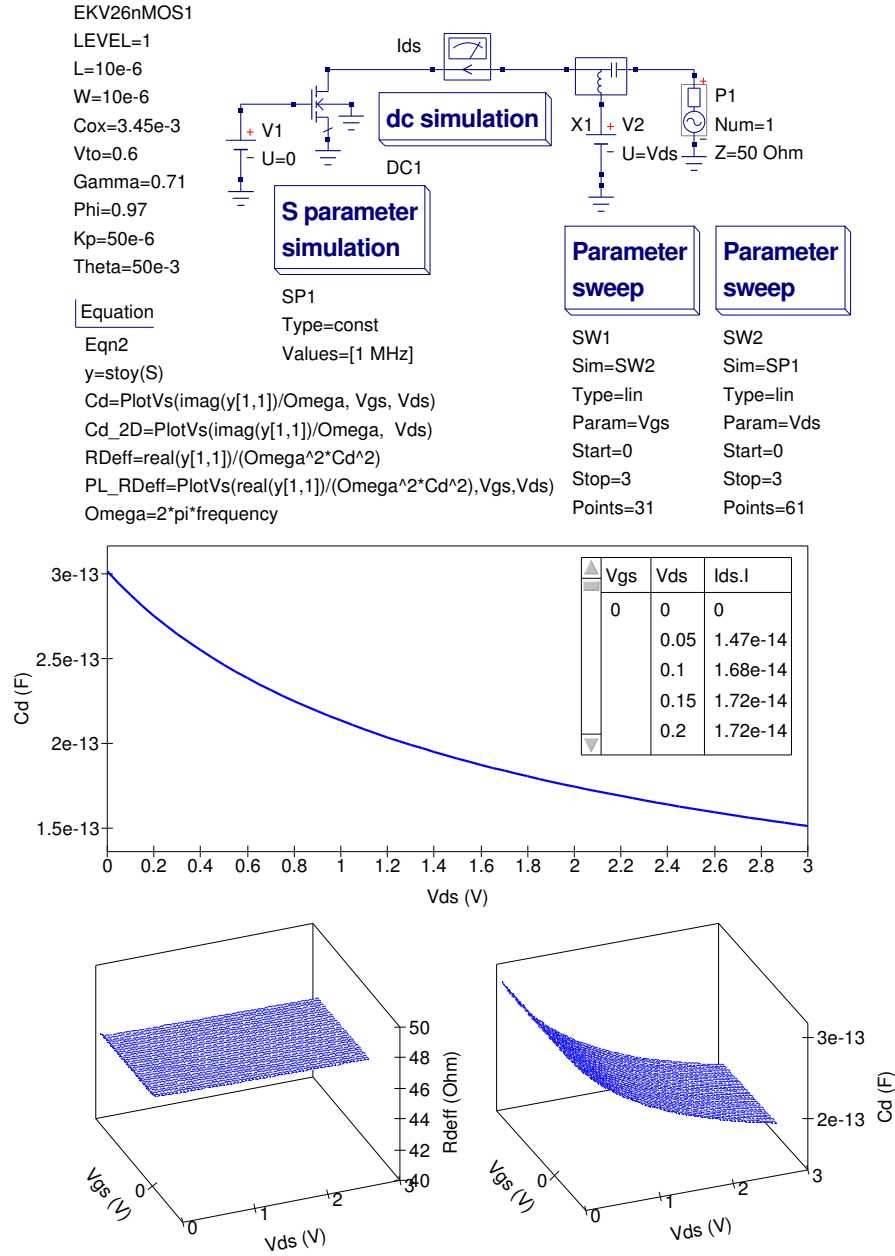 EKV26nMOS1
LEVEL=1
L=10e-6
W=10e-6
Cox=3.45e-3
Vto=0.6
Gamma=0.71
Phi=0.97
Kp=50e-6
Theta=50e-3
Ids
V1
U=0
dc simulation
DC1
X1
V2
U=Vds
P1
Num=1
Z=50 Ohm
S parameter
simulation
SP1
Type=const
Values=[1 MHz]
Parameter
sweep
SW1
Sim=SW2
Type=lin
Param=Vgs
Start=0
Stop=3
Points=31
Parameter
sweep
SW2
Sim=SP1
Type=lin
Param=Vds
Start=0
Stop=3
Points=61
Equation
Eqn2
y=stoy(S)
Cd=PlotVs(imag(y[1,1])/Omega, Vgs, Vds)
Cd_2D=PlotVs(imag(y[1,1])/Omega, Vds)
RDeff=real(y[1,1])/(Omega^2*Cd^2)
PL_RDeff=PlotVs(real(y[1,1])/(Omega^2*Cd^2),Vgs,Vds)
Omega=2*pi*frequency
Cd (F)
3e-13
2.5e-13
2e-13
1.5e-13
0 0.2 0.4 0.6 0.8 1 1.2 1.4 1.6 1.8 2 2.2 2.4 2.6 2.8 3
Vds (V)
Vgs Vds Ids.I
0 0 0
0.05 1.47e-14
0.1 1.68e-14
0.15 1.72e-14
0.2 1.72e-14
50
48
46
44
42
40
Rdeff (Ohm)
0
Vgs (V)
0 1 2 3
Vds (V)
3e-13
2e-13
Cd (F)
0
Vgs (V)
0 1 2 3
Vds (V)